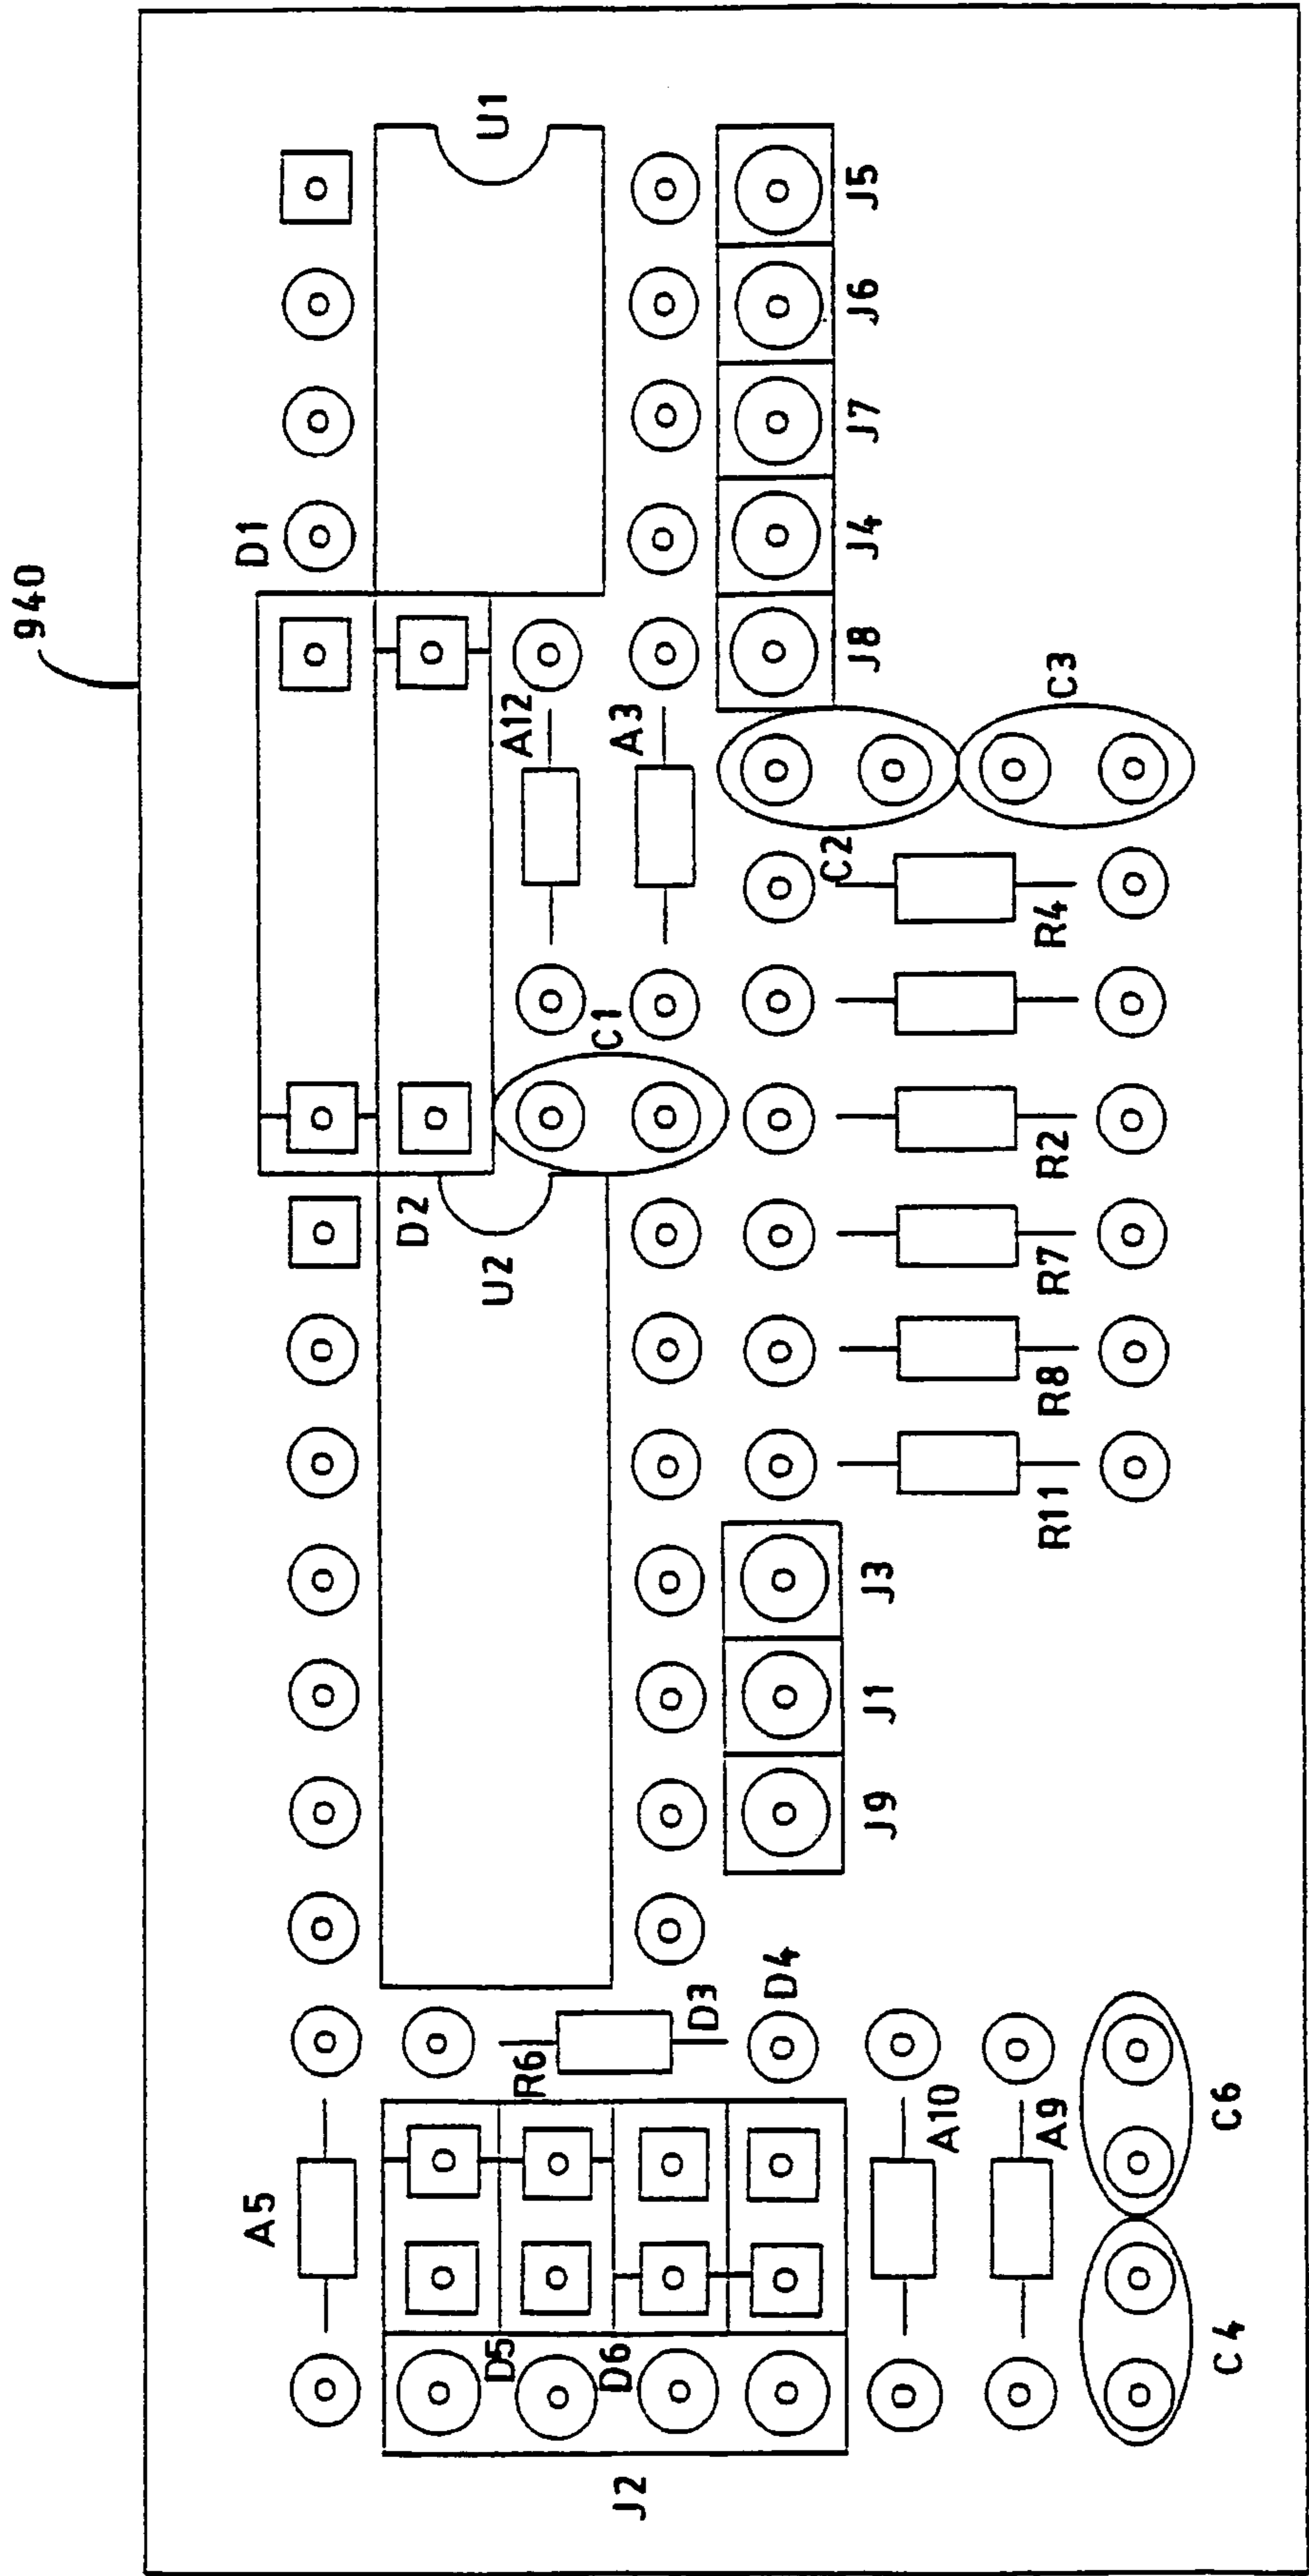 940
A5
D1
D2
U2
U1
D5
R6
A12
J2
D6
C1
A3
D3
D4
C2
J9 J1 J3 J8 J4 J7 J6 J5
A10
A9
R11 R8 R7 R2 R4
C3
C4 C6